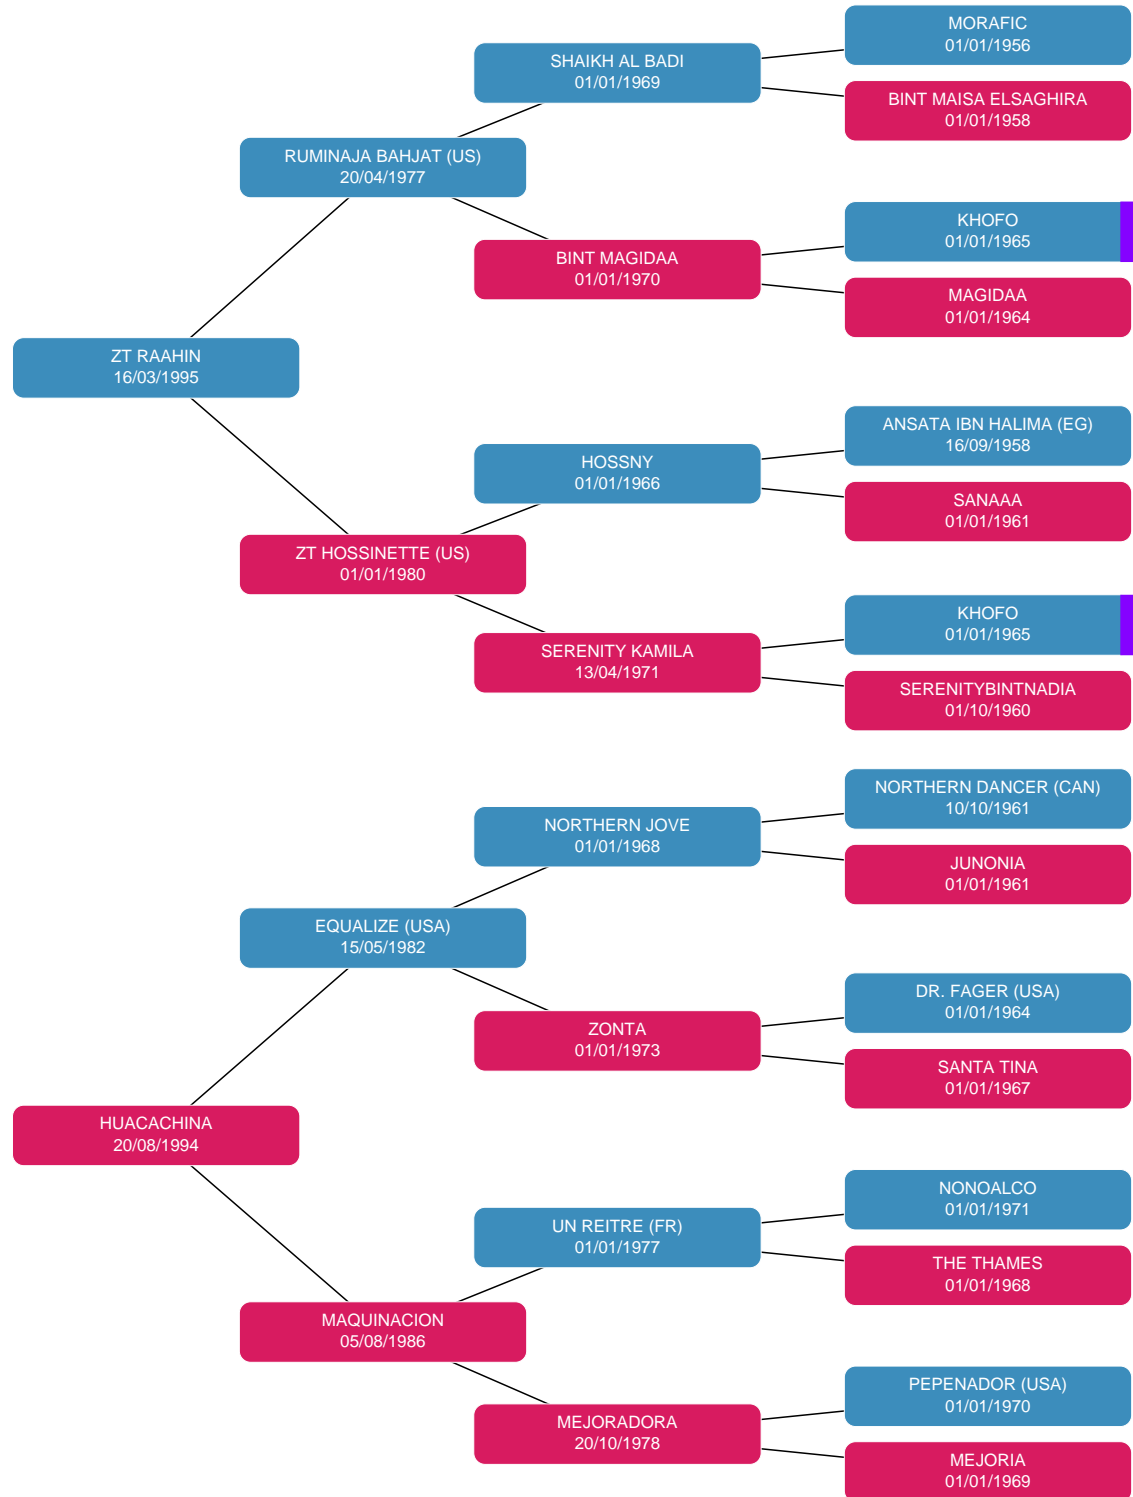 MORAFIC
01/01/1956
SHAIKH AL BADI
01/01/1969
BINT MAISA ELSAGHIRA
01/01/1958
RUMINAJA BAHJAT (US)
20/04/1977
KHOFO
01/01/1965
BINT MAGIDAA
01/01/1970
MAGIDAA
01/01/1964
ZT RAAHIN
16/03/1995
ANSATA IBN HALIMA (EG)
16/09/1958
HOSSNY
01/01/1966
SANAAA
01/01/1961
ZT HOSSINETTE (US)
01/01/1980
KHOFO
01/01/1965
SERENITY KAMILA
13/04/1971
SERENITYBINTNADIA
01/10/1960
NORTHERN DANCER (CAN)
10/10/1961
NORTHERN JOVE
01/01/1968
JUNONIA
01/01/1961
EQUALIZE (USA)
15/05/1982
DR. FAGER (USA)
01/01/1964
ZONTA
01/01/1973
SANTA TINA
01/01/1967
HUACACHINA
20/08/1994
NONOALCO
01/01/1971
UN REITRE (FR)
01/01/1977
THE THAMES
01/01/1968
MAQUINACION
05/08/1986
PEPENADOR (USA)
01/01/1970
MEJORADORA
20/10/1978
MEJORIA
01/01/1969